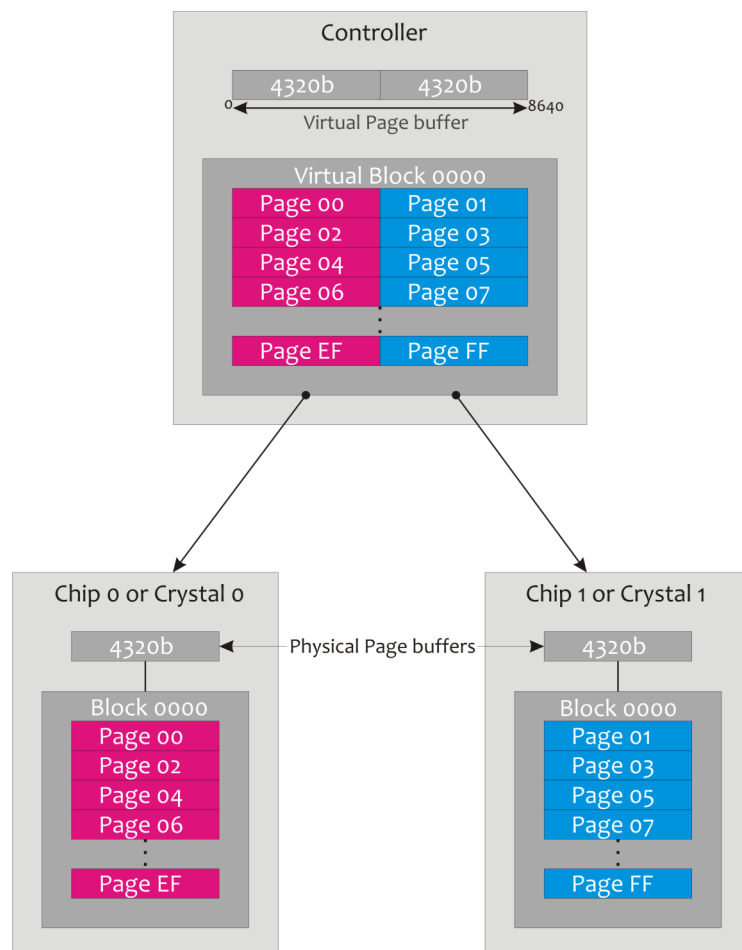 Controller
4320b 4320b
0 8640
Virtual Page buffer
Virtual Block 0000
Page 00 Page 01
Page 02 Page 03
Page 04 Page 05
Page 06 Page 07
Page EF Page FF
Chip 0 or Crystal 0
4320b
Block 0000
Page 00
Page 02
Page 04
Page 06
Page EF
Physical Page buffers
Chip 1 or Crystal 1
4320b
Block 0000
Page 01
Page 03
Page 05
Page 07
Page FF